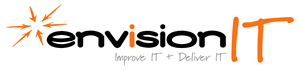 envisionIT
Improve IT + Deliver IT